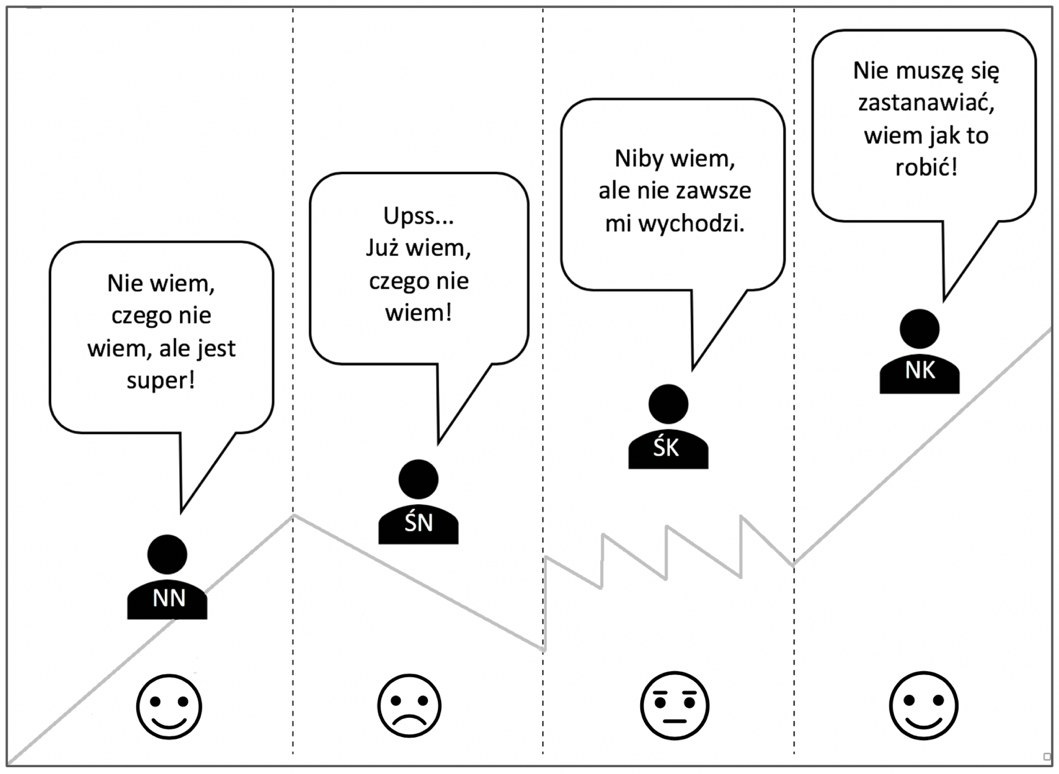 Nie wiem,
czego nie
wiem, ale jest
super!
NN
Upss...
Już wiem,
czego nie
wiem!
ŚN
Niby wiem,
ale nie zawsze
mi wychodzi.
ŚK
Nie muszę się
zastanawiać,
wiem jak to
robić!
NK